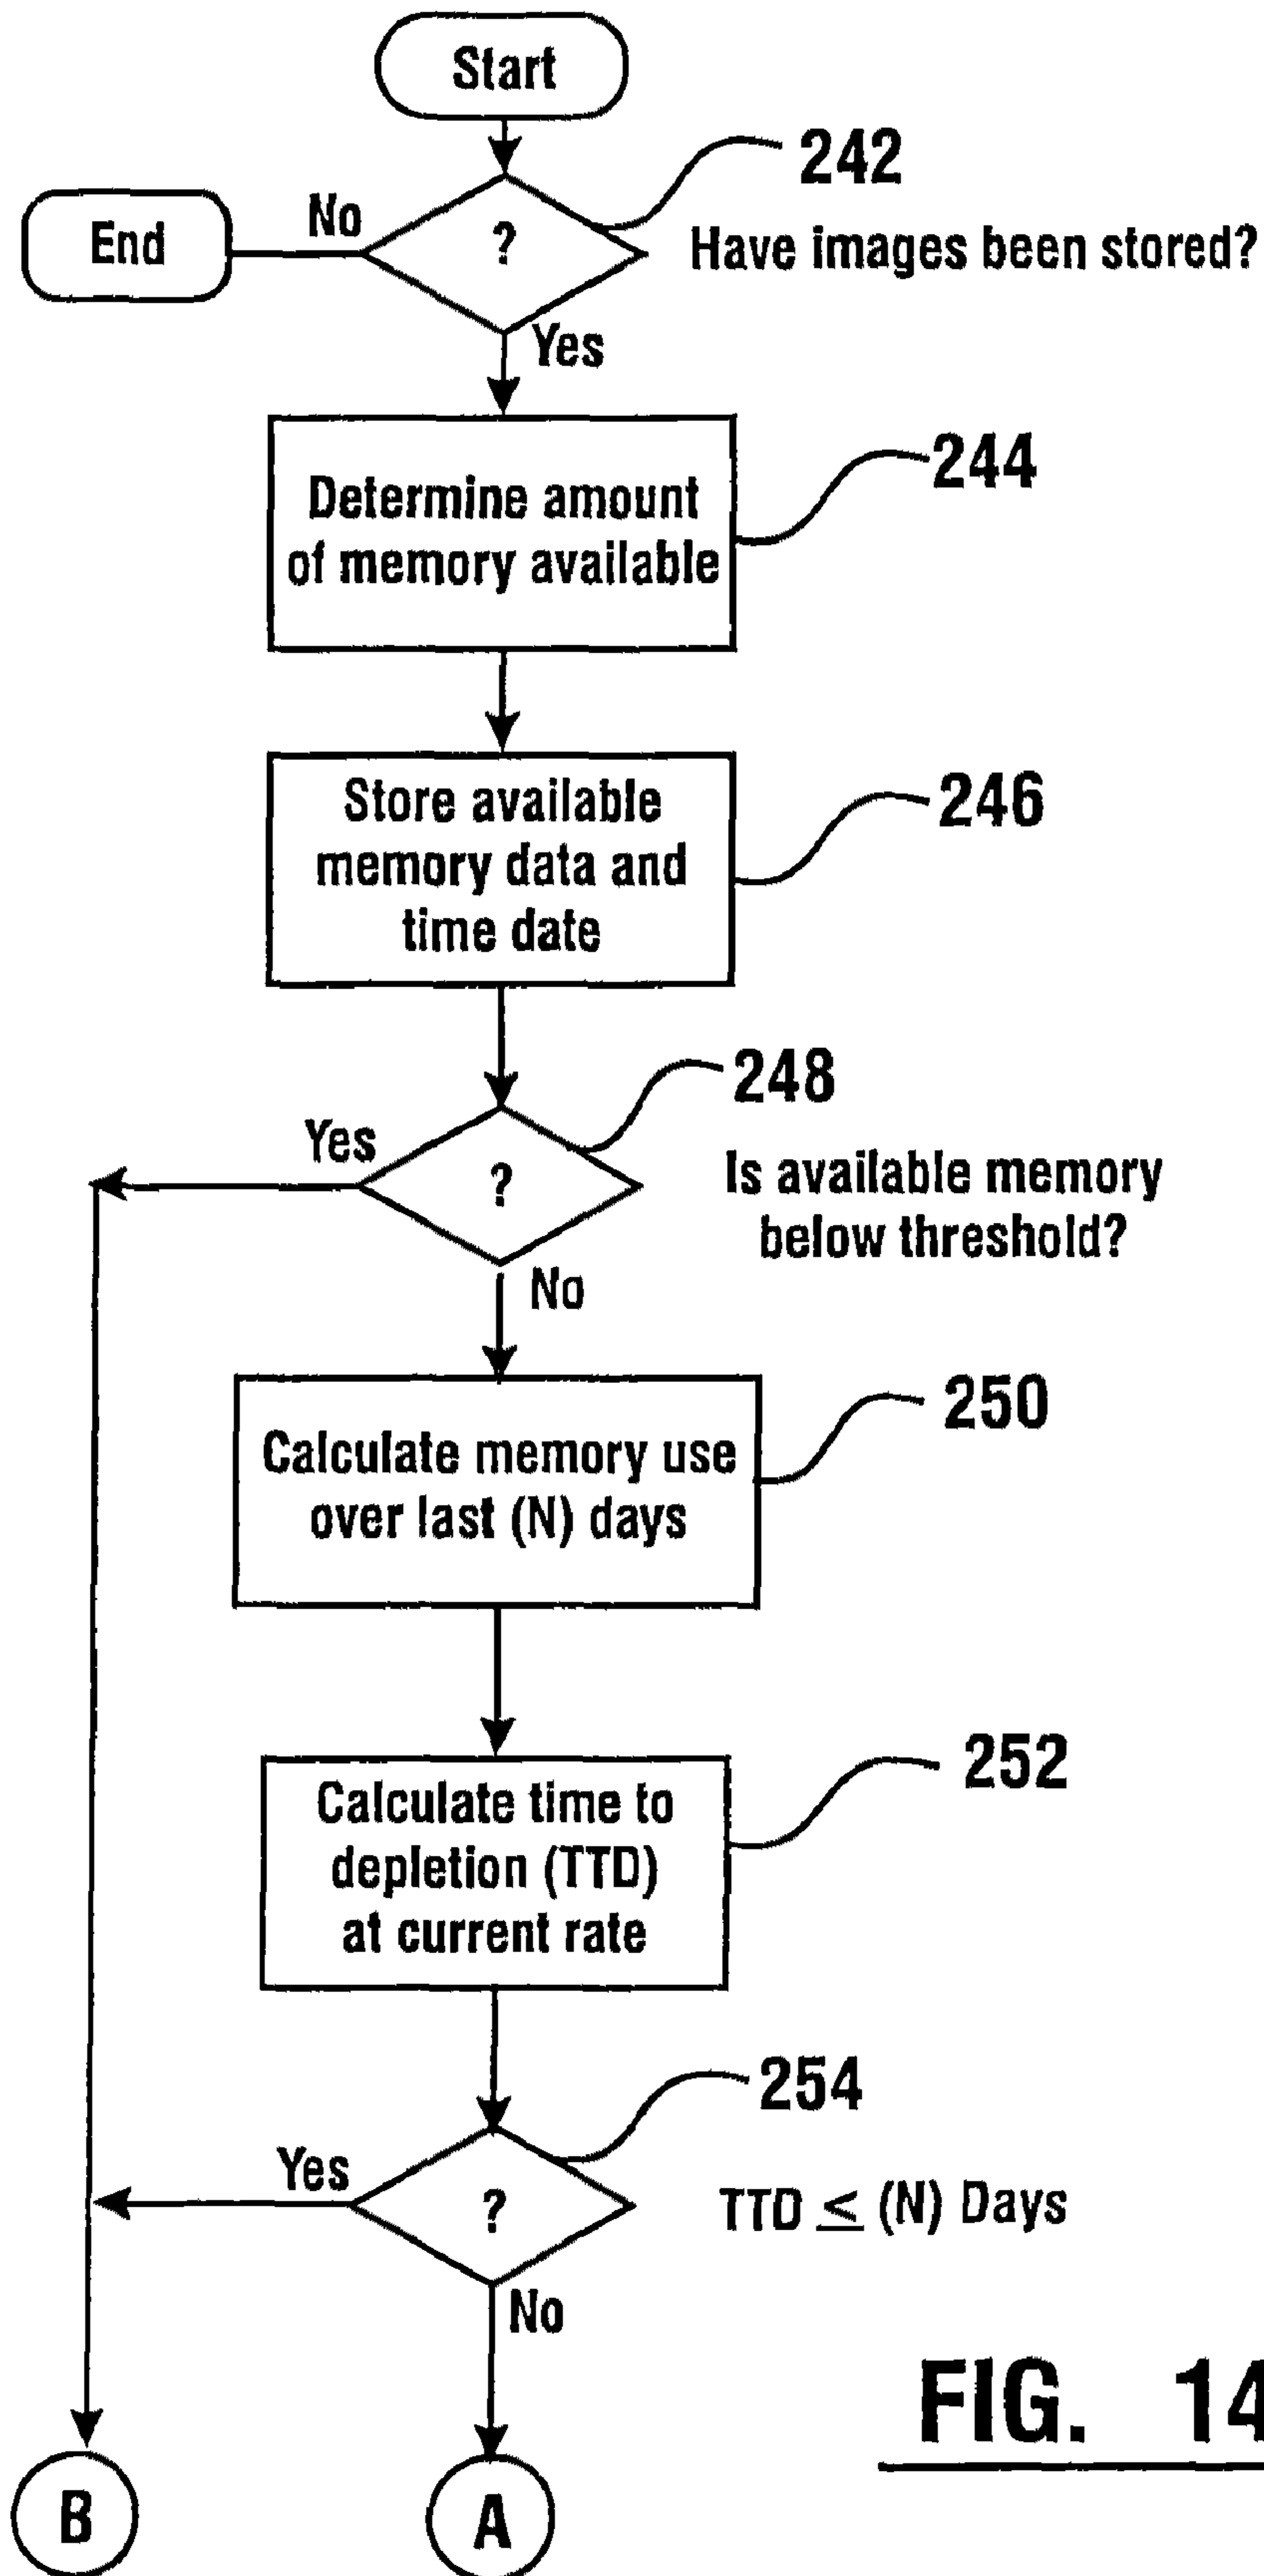 Start
242
No
End
?
Have images been stored?
Yes
244
Determine amount
of memory available
246
Store available
memory data and
time date
248
Yes
?
Is available memory
below threshold?
No
250
Calculate memory use
over last (N) days
252
Calculate time to
depletion (TTD)
at current rate
254
Yes
?
TTD ≤ (N) Days
No
FIG. 14
B
A